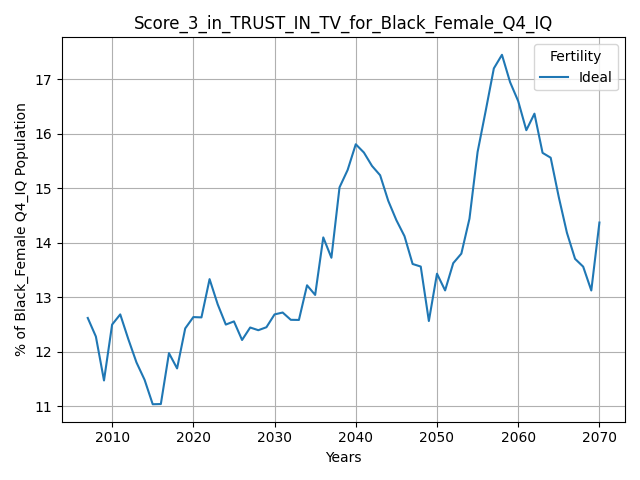 Score_3_in_TRUST_IN_TV_for_Black_Female_Q4_IQ
Fertility
Ideal
% of Black_Female Q4_IQ Population
17
16
15
14
13
12
11
2010 2020 2030 2040 2050 2060 2070
Years